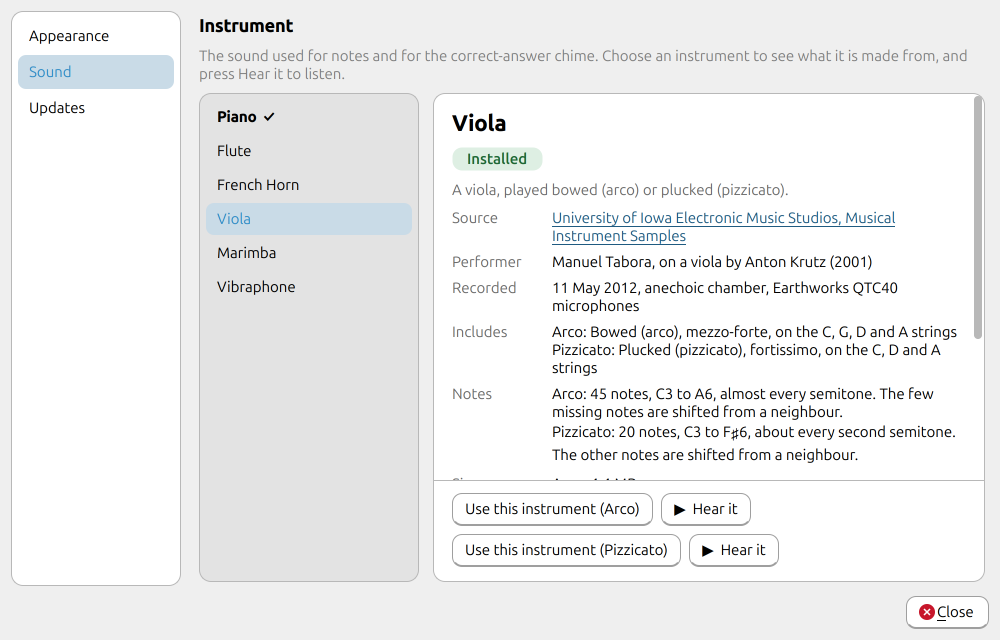 Appearance
Sound
Updates
Instrument
The sound used for notes and for the correct-answer chime. Choose an instrument to see what it is made from, and
press Hear it to listen.
Piano ✓
Flute
French Horn
Viola
Marimba
Vibraphone
Viola
Installed
A viola, played bowed (arco) or plucked (pizzicato).
Source University of Iowa Electronic Music Studios, Musical
Instrument Samples
Performer Manuel Tabora, on a viola by Anton Krutz (2001)
Recorded 11 May 2012, anechoic chamber, Earthworks QTC40
microphones
Includes Arco: Bowed (arco), mezzo-forte, on the C, G, D and A strings
Pizzicato: Plucked (pizzicato), fortissimo, on the C, D and A
strings
Notes Arco: 45 notes, C3 to A6, almost every semitone. The few
missing notes are shifted from a neighbour.
Pizzicato: 20 notes, C3 to F♯6, about every second semitone.
The other notes are shifted from a neighbour.
Use this instrument (Arco) ▶ Hear it
Use this instrument (Pizzicato) ▶ Hear it
Close